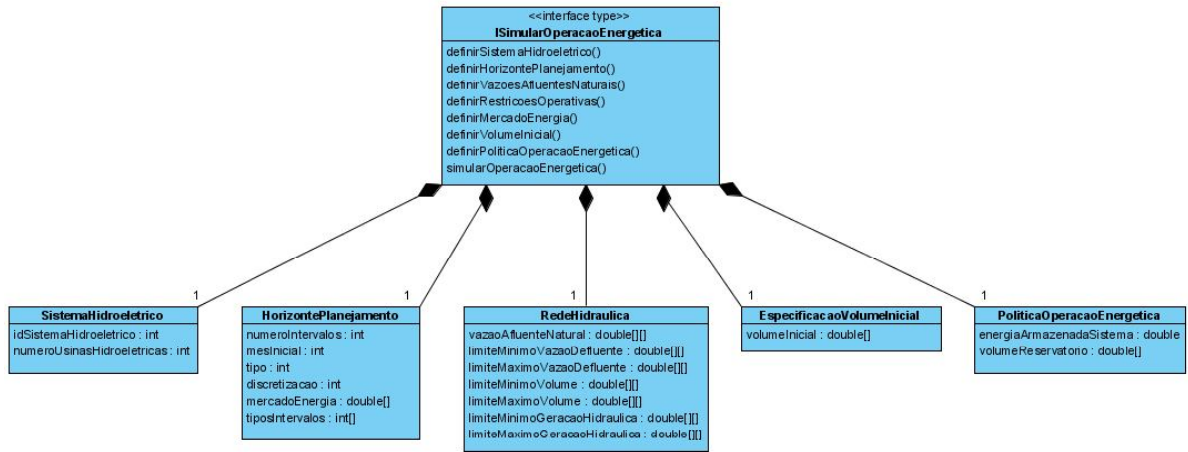 <<interface type>>
ISimularOperacaoEnergetica
definirSistemaHidroeletrico()
definirHorizontePlanejamento()
definirVazoesAfluentesNaturais()
definirRestricoesOperativas()
definirMercadoEnergia()
definirVolumeInicial()
definirPoliticaOperacaoEnergetica()
simularOperacaoEnergetica()
1
1
1
1
1
SistemaHidroeletrico
idSistemaHidroeletrico : int
numeroUsinasHidroeletricas : int
HorizontePlanejamento
numeroIntervalos : int
mesInicial : int
tipo : int
discretizacao : int
mercadoEnergia : double[]
tiposIntervalos : int[]
RedeHidraulica
vazaoAfluenteNatural : double[][]
limiteMinimoVazaoDefluente : double[][]
limiteMaximoVazaoDefluente : double[][]
limiteMinimoVolume : double[][]
limiteMaximoVolume : double[][]
limiteMinimoGeracaoHidraulica : double[][]
limiteMaximoGeracaoHidraulica : double[][]
EspecificacaoVolumeInicial
volumeInicial : double[]
PoliticaOperacaoEnergetica
energiaArmazenadaSistema : double
volumeReservatorio : double[]